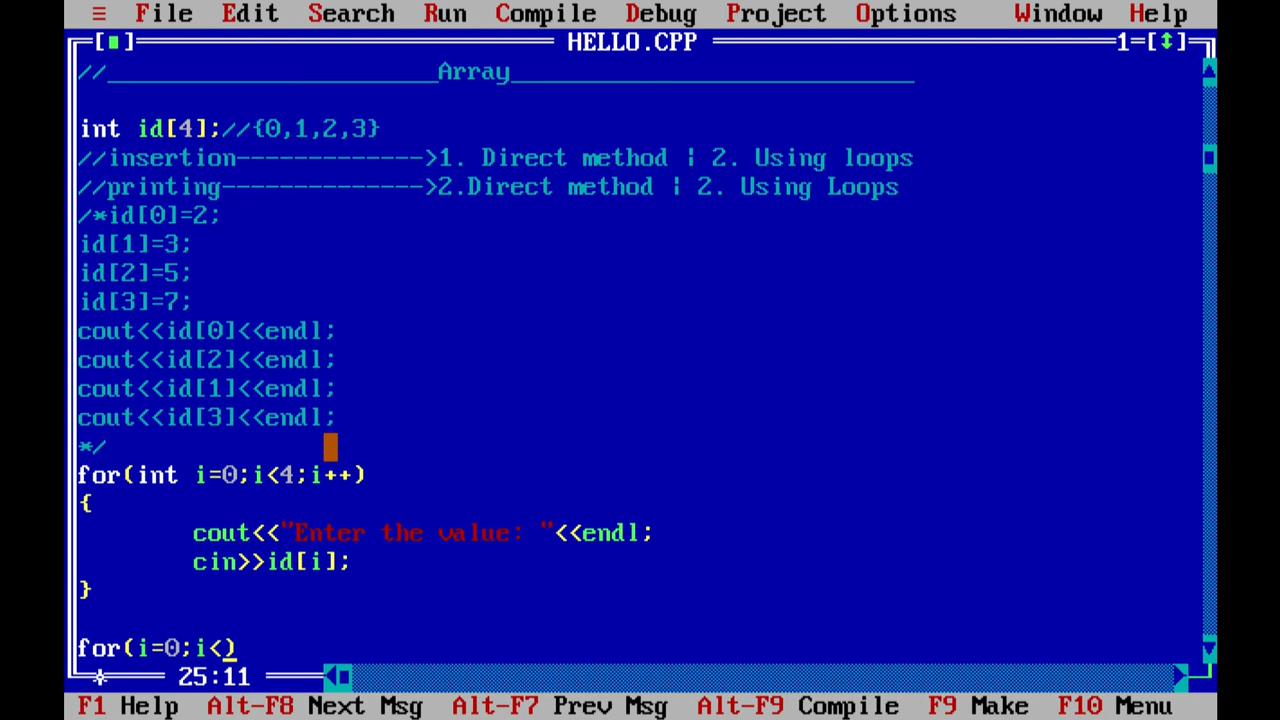 ≡ File Edit Search Run Compile Debug Project Options Window Help
[■] HELLO.CPP 1=[↕]
//_______________________Array____________________________
int id[4];//{0,1,2,3}
//insertion------------->1. Direct method | 2. Using loops
//printing-------------->2.Direct method | 2. Using Loops
/*id[0]=2;
id[1]=3;
id[2]=5;
id[3]=7;
cout<<id[0]<<endl;
cout<<id[2]<<endl;
cout<<id[1]<<endl;
cout<<id[3]<<endl;
*/
for(int i=0;i<4;i++)
{
cout<<"Enter the value: "<<endl;
cin>>id[i];
}
for(i=0;i<)
25:11
F1 Help Alt-F8 Next Msg Alt-F7 Prev Msg Alt-F9 Compile F9 Make F10 Menu